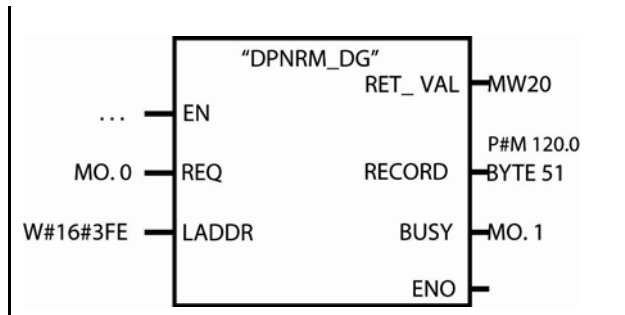 "DPNRM_DG"
RET_ VAL MW20
... EN
P#M 120.0
MO. 0 REQ RECORD BYTE 51
W#16#3FE LADDR BUSY MO. 1
ENO